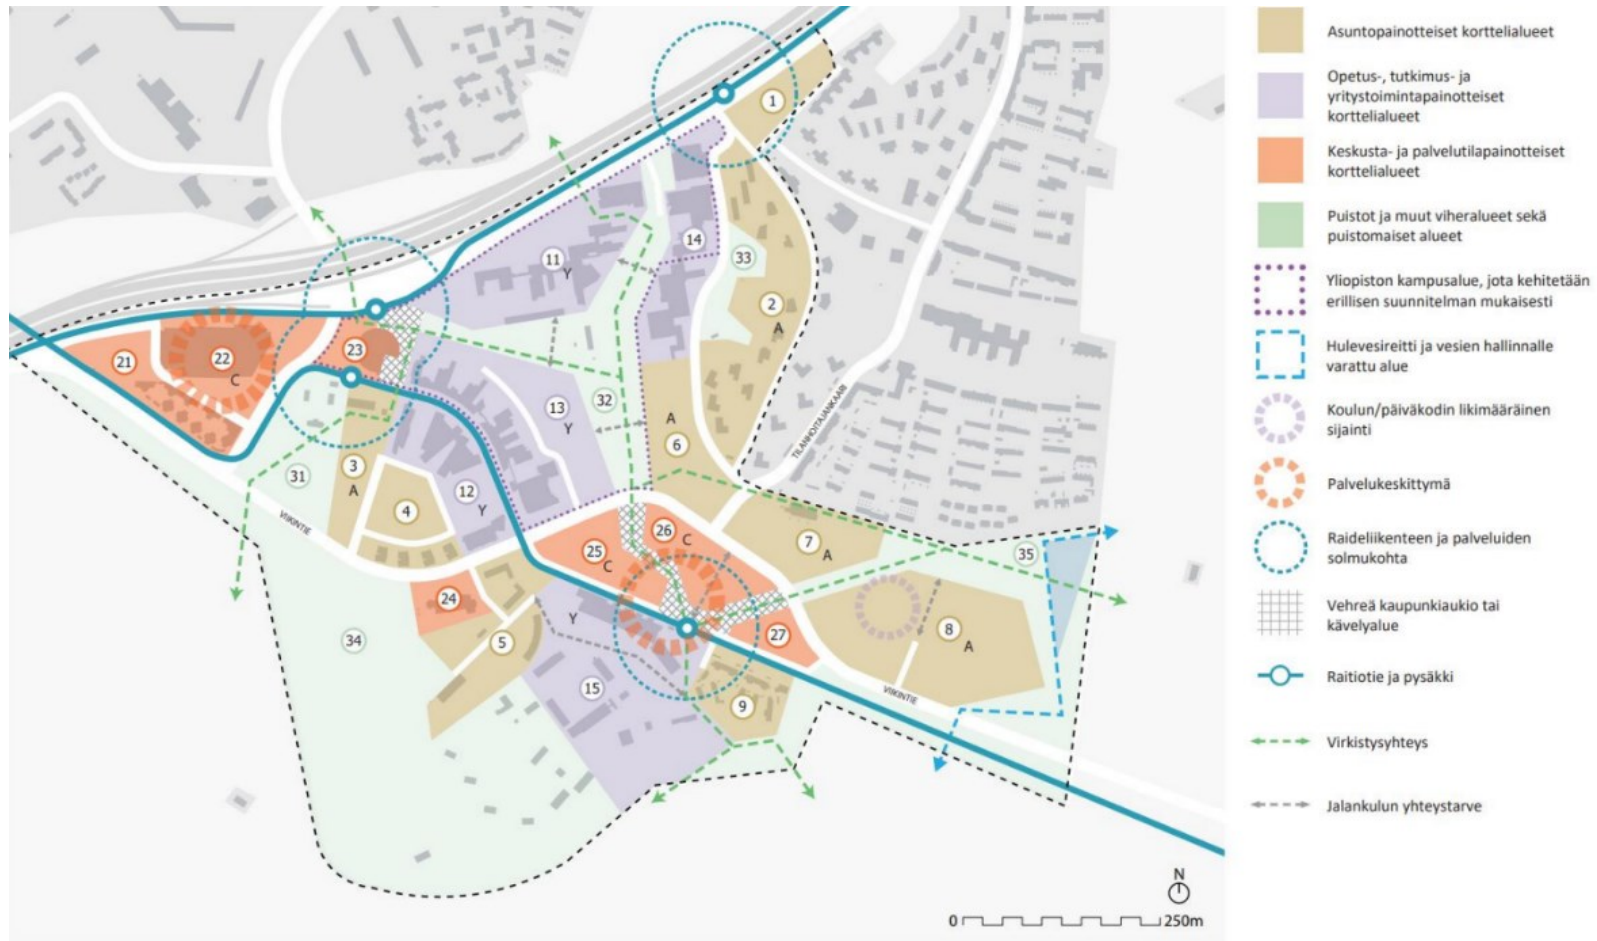 1
11
Y
14
33
2
A
21
22
C
23
13
Y
32
A
6
TILANHOITAJANKAARI
3
A
31
4
12
Y
VIIKINTIE
26
C
25
C
7
A
35
24
Y
5
34
27
8
A
15
9
VIIKINTIE
N
0
250m
Asuntopainotteiset korttelialueet
Opetus-, tutkimus- ja
yritystoimintapainotteiset
korttelialueet
Keskusta- ja palvelutilapainotteiset
korttelialueet
Puistot ja muut viheralueet sekä
puistomaiset alueet
Yliopiston kampusalue, jota kehitetään
erillisen suunnitelman mukaisesti
Hulevesireitti ja vesien hallinnalle
varattu alue
Koulun/päiväkodin likimääräinen
sijainti
Palvelukeskittymä
Raideliikenteen ja palveluiden
solmukohta
Vehreä kaupunkiaukio tai
kävelyalue
Raitiotie ja pysäkki
Virkistysyhteys
Jalankulun yhteystarve